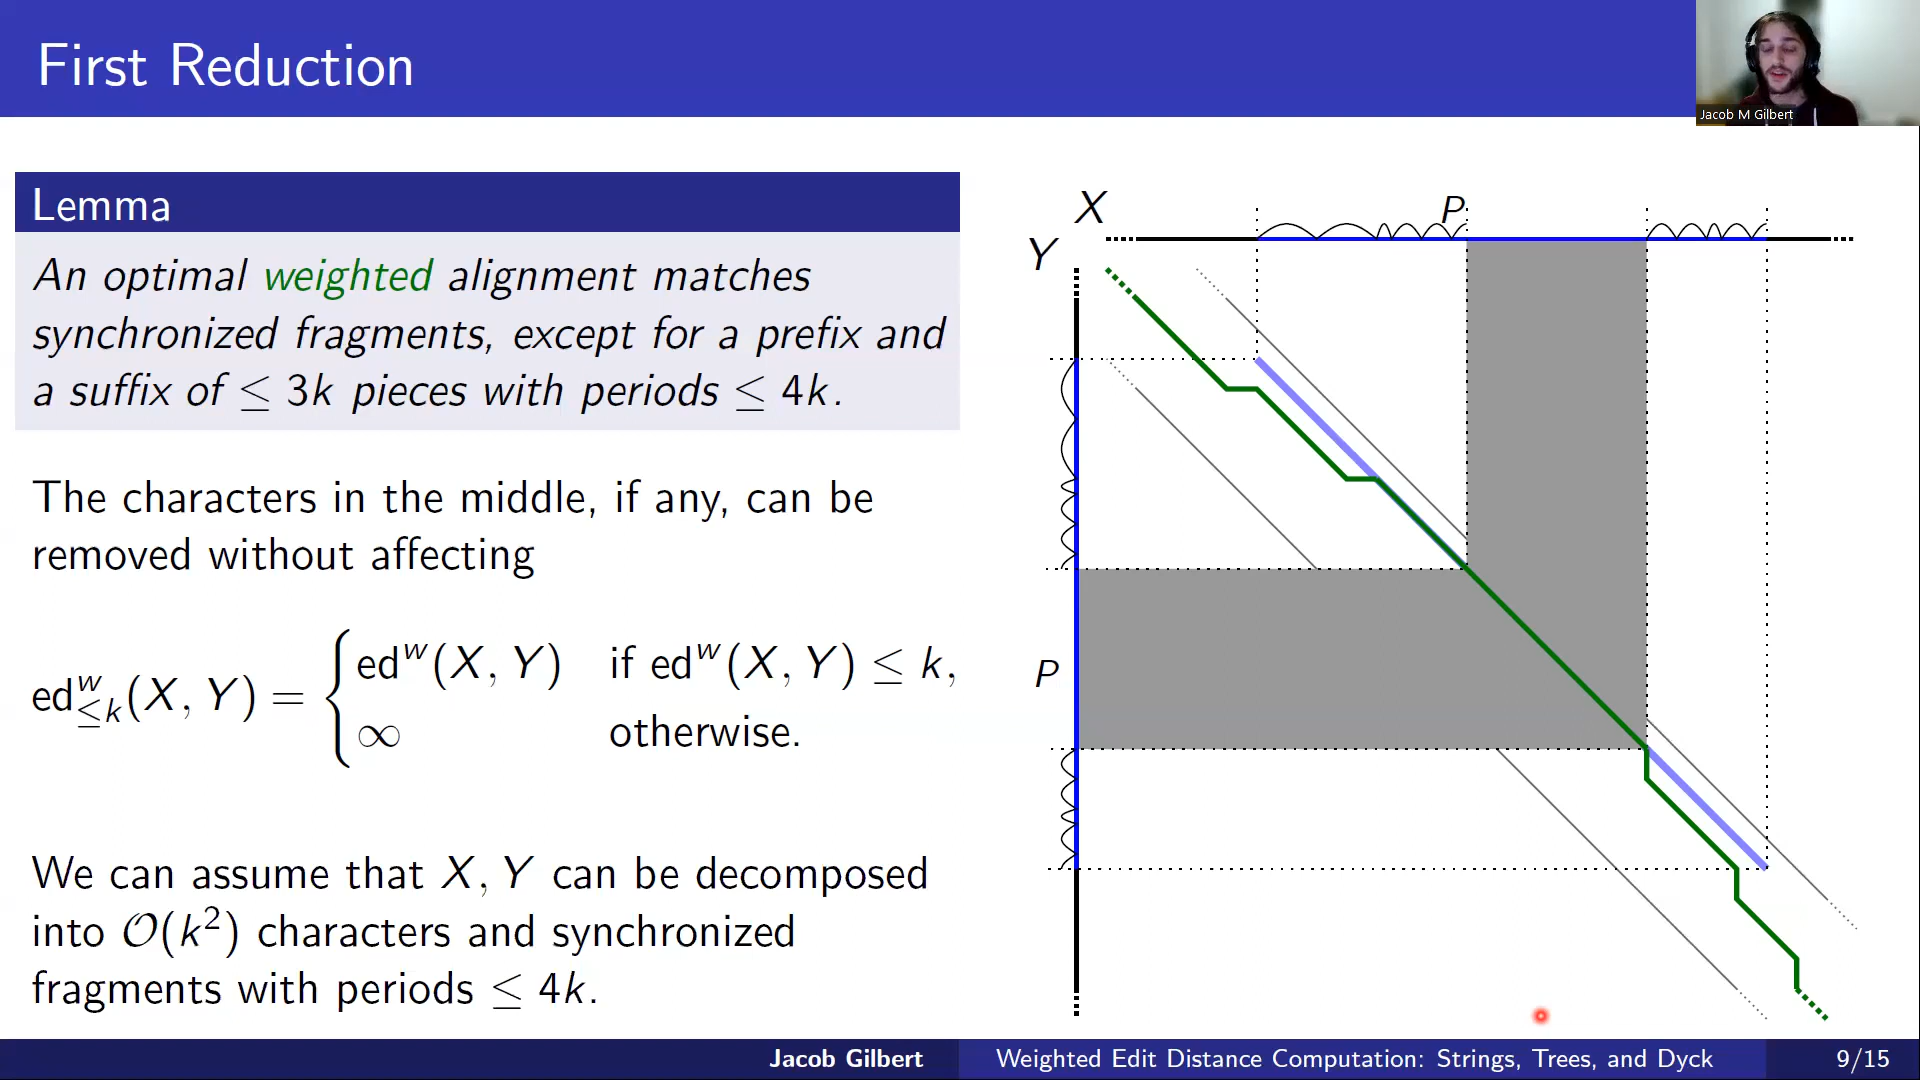 First Reduction
Jacob M Gilbert
Lemma
An optimal weighted alignment matches
synchronized fragments, except for a prefix and
a suffix of ≤ 3k pieces with periods ≤ 4k.
The characters in the middle, if any, can be
removed without affecting
ed^w_{≤k}(X, Y) = { ed^w(X, Y) if ed^w(X, Y) ≤ k,
∞ otherwise.
We can assume that X, Y can be decomposed
into O(k²) characters and synchronized
fragments with periods ≤ 4k.
X
P
Y
P
Jacob Gilbert
Weighted Edit Distance Computation: Strings, Trees, and Dyck
9/15